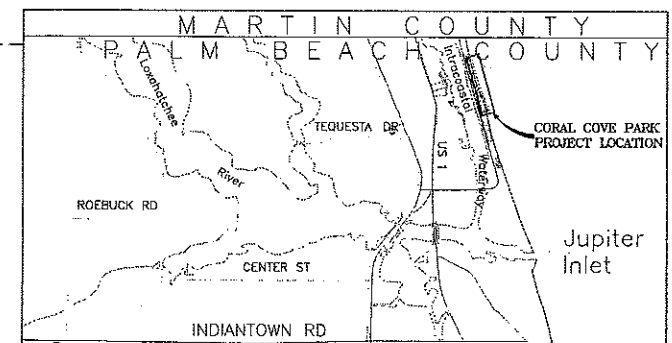 MARTIN COUNTY
PALM BEACH COUNTY
Loxahatchee
River
Intracoastal
Waterway
TEQUESTA DR
US 1
CORAL COVE PARK
PROJECT LOCATION
ROEBUCK RD
CENTER ST
Jupiter
Inlet
INDIANTOWN RD